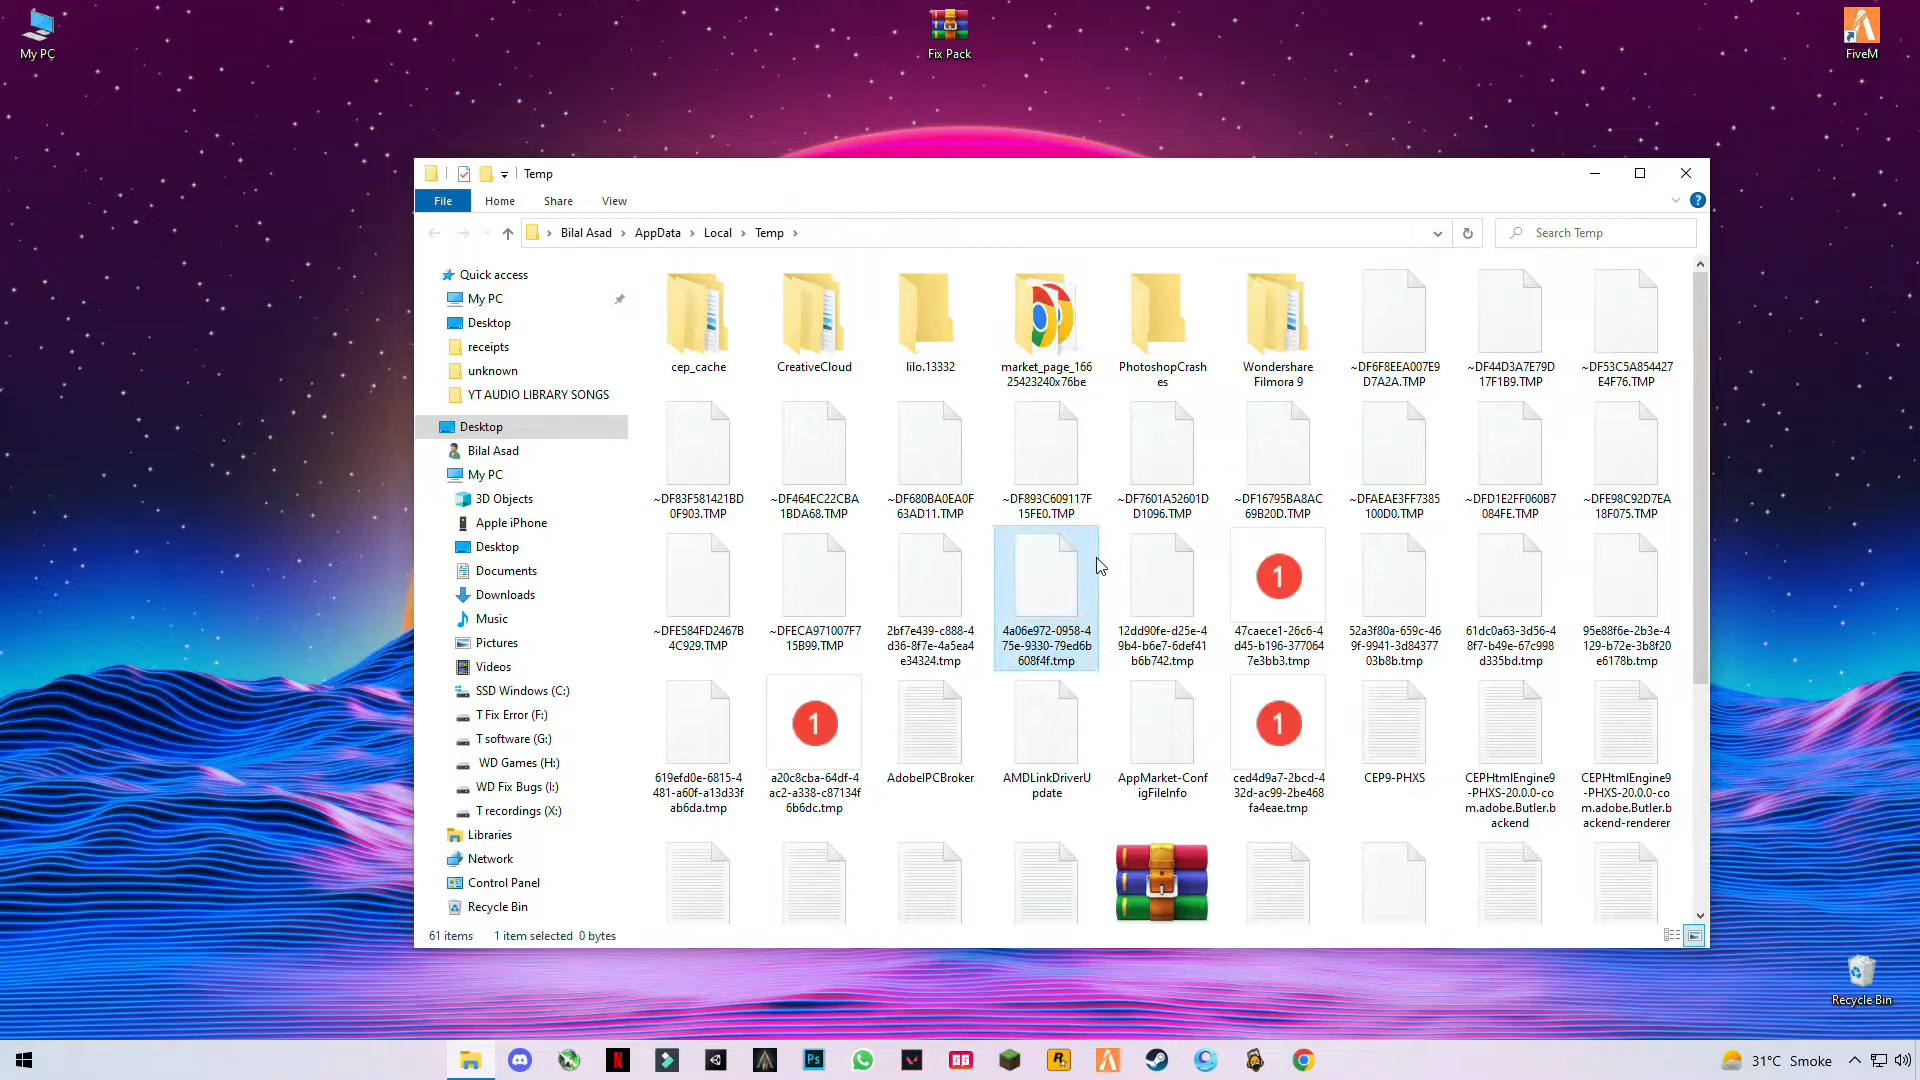 My PC
Fix Pack
FiveM
Temp
File
Home
Share
View
Bilal Asad
AppData
Local
Temp
Search Temp
Quick access
My PC
Desktop
receipts
unknown
YT AUDIO LIBRARY SONGS
Desktop
Bilal Asad
My PC
3D Objects
Apple iPhone
Desktop
Documents
Downloads
Music
Pictures
Videos
SSD Windows (C:)
T Fix Error (F:)
T software (G:)
WD Games (H:)
WD Fix Bugs (I:)
T recordings (X:)
Libraries
Network
Control Panel
Recycle Bin
cep_cache
CreativeCloud
lilo.13332
market_page_166
25423240x76be
PhotoshopCrash
es
Wondershare
Filmora 9
~DF6F8EEA007E9
D7A2A.TMP
~DF44D3A7E79D
17F1B9.TMP
~DF53C5A854427
E4F76.TMP
~DF83F581421BD
0F903.TMP
~DF464EC22CBA
1BDA68.TMP
~DF680BA0EA0F
63AD11.TMP
~DF893C609117F
15FE0.TMP
~DF7601A52601D
D1096.TMP
~DF16795BA8AC
69B20D.TMP
~DFAEAE3FF7385
100D0.TMP
~DFD1E2FF060B7
084FE.TMP
~DFE98C92D7EA
18F075.TMP
~DFE584FD2467B
4C929.TMP
~DFECA971007F7
15B99.TMP
2bf7e439-c888-4
d36-8f7e-4a5ea4
e34324.tmp
4a06e972-0958-4
75e-9330-79ed6b
608f4f.tmp
12dd90fe-d25e-4
9b4-b6e7-6def41
b6b742.tmp
1
47caece1-26c6-4
d45-b196-377064
7e3bb3.tmp
52a3f80a-659c-46
9f-9941-3d84377
03b8b.tmp
61dc0a63-3d56-4
8f7-b49e-67c998
d335bd.tmp
95e88f6e-2b3e-4
129-b72e-3b8f20
e6178b.tmp
619efd0e-6815-4
481-a60f-a13d33f
ab6da.tmp
1
a20c8cba-64df-4
ac2-a338-c87134f
6b6dc.tmp
AdobeIPCBroker
AMDLinkDriverU
pdate
AppMarket-Conf
igFileInfo
1
ced4d9a7-2bcd-4
32d-ac99-2be468
fa4eae.tmp
CEP9-PHXS
CEPHtmlEngine9
-PHXS-20.0.0-co
m.adobe.Butler.b
ackend
CEPHtmlEngine9
-PHXS-20.0.0-co
m.adobe.Butler.b
ackend-renderer
61 items
1 item selected 0 bytes
Recycle Bin
31°C Smoke